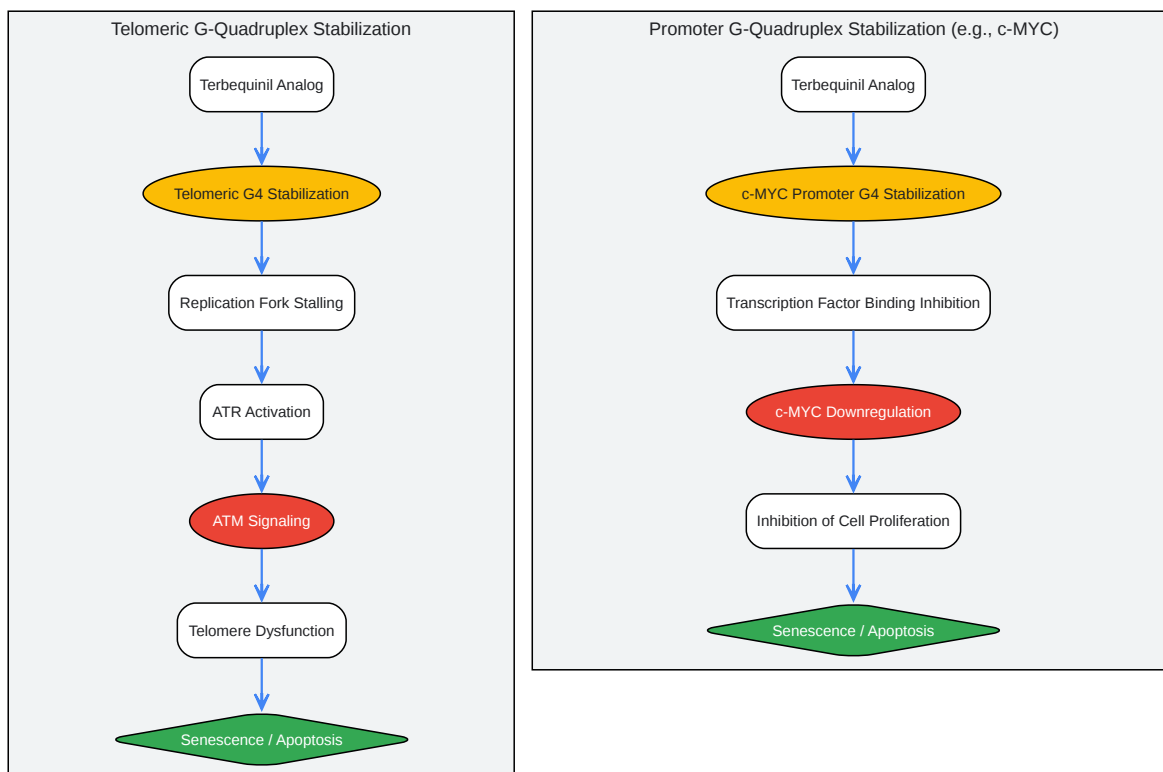 Telomeric G-Quadruplex Stabilization
Terbequinil Analog
Telomeric G4 Stabilization
Replication Fork Stalling
ATR Activation
ATM Signaling
Telomere Dysfunction
Senescence / Apoptosis
Promoter G-Quadruplex Stabilization (e.g., c-MYC)
Terbequinil Analog
c-MYC Promoter G4 Stabilization
Transcription Factor Binding Inhibition
c-MYC Downregulation
Inhibition of Cell Proliferation
Senescence / Apoptosis